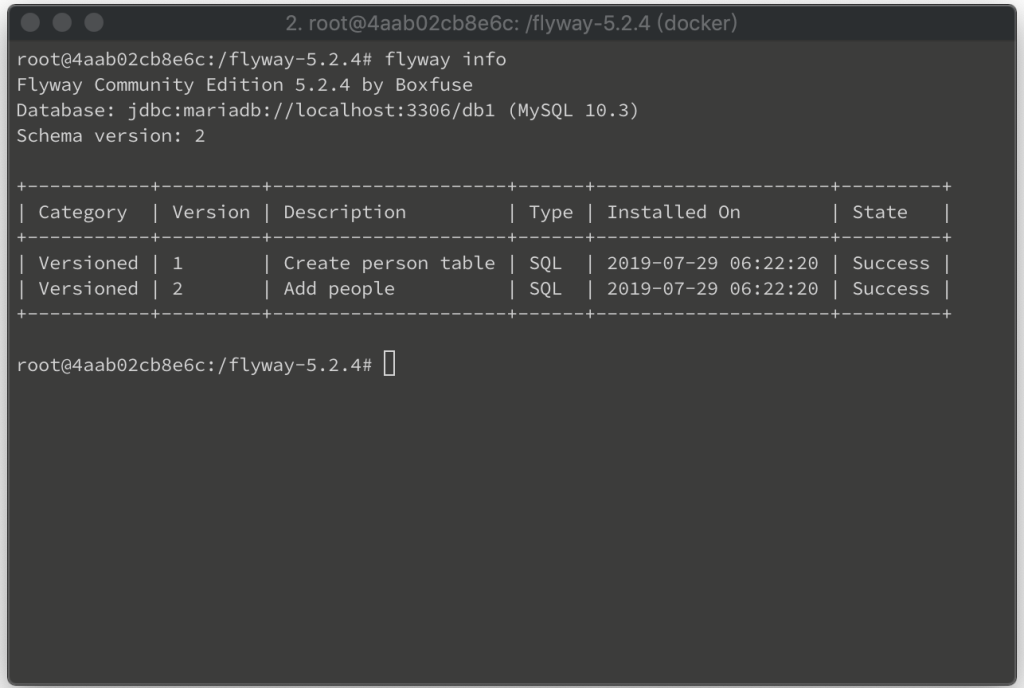 2. root@4aab02cb8e6c: /flyway-5.2.4 (docker)
root@4aab02cb8e6c:/flyway-5.2.4# flyway info
Flyway Community Edition 5.2.4 by Boxfuse
Database: jdbc:mariadb://localhost:3306/db1 (MySQL 10.3)
Schema version: 2
+-----------+---------+---------------------+------+---------------------+---------+
| Category  | Version | Description         | Type | Installed On        | State   |
+-----------+---------+---------------------+------+---------------------+---------+
| Versioned | 1       | Create person table | SQL  | 2019-07-29 06:22:20 | Success |
| Versioned | 2       | Add people          | SQL  | 2019-07-29 06:22:20 | Success |
+-----------+---------+---------------------+------+---------------------+---------+
root@4aab02cb8e6c:/flyway-5.2.4#